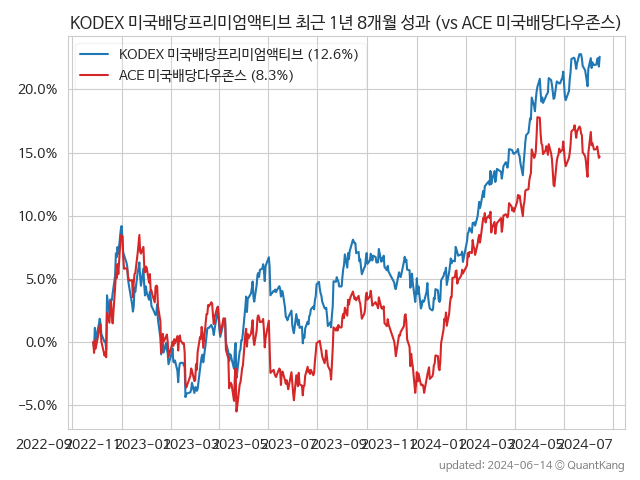 KODEX 미국배당프리미엄액티브 최근 1년 8개월 성과 (vs ACE 미국배당다우존스)
KODEX 미국배당프리미엄액티브 (12.6%)
ACE 미국배당다우존스 (8.3%)
20.0%
15.0%
10.0%
5.0%
0.0%
−5.0%
2022-09 2022-11 2023-01 2023-03 2023-05 2023-07 2023-09 2023-11 2024-01 2024-03 2024-05 2024-07
updated: 2024-06-14 © QuantKang